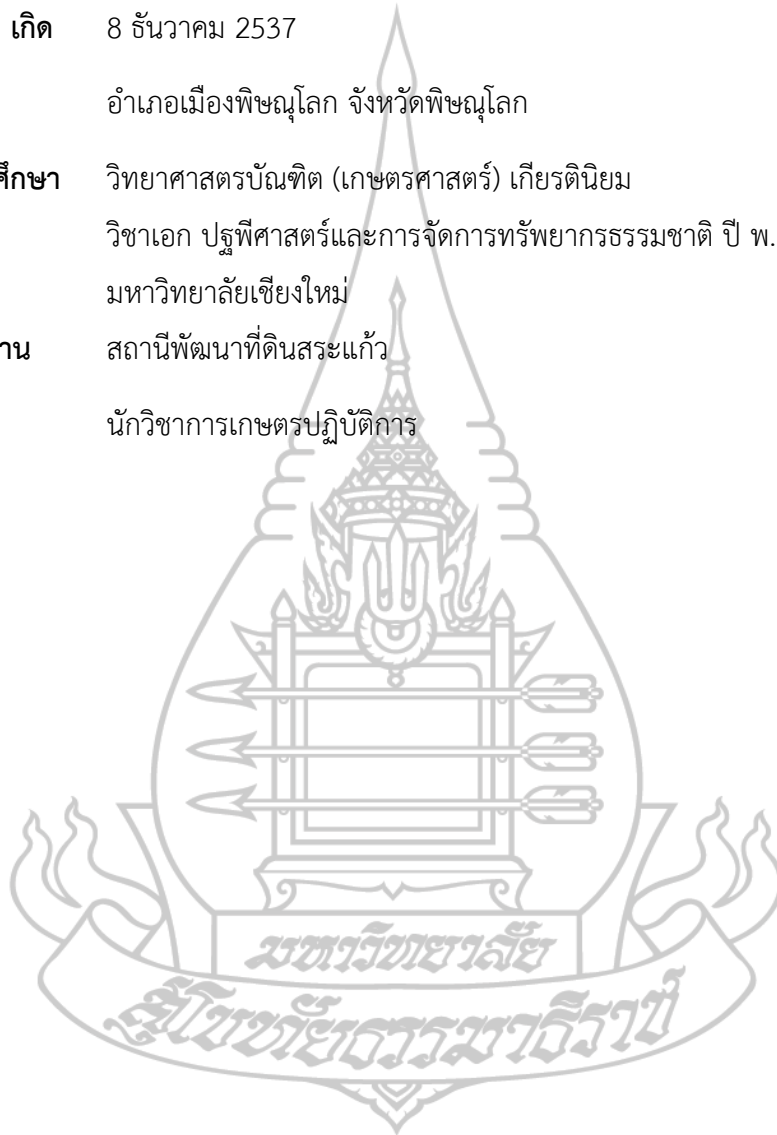 เกิด 8 ธันวาคม 2537
อำเภอเมืองพิษณุโลก จังหวัดพิษณุโลก
ศึกษา วิทยาศาสตรบัณฑิต (เกษตรศาสตร์) เกียรตินิยม
วิชาเอก ปฐพีศาสตร์และการจัดการทรัพยากรธรรมชาติ ปี พ.
มหาวิทยาลัยเชียงใหม่
าน สถานีพัฒนาที่ดินสระแก้ว
นักวิชาการเกษตรปฏิบัติการ
มหาวิทยาลัย
สุโขทัยธรรมาธิราช